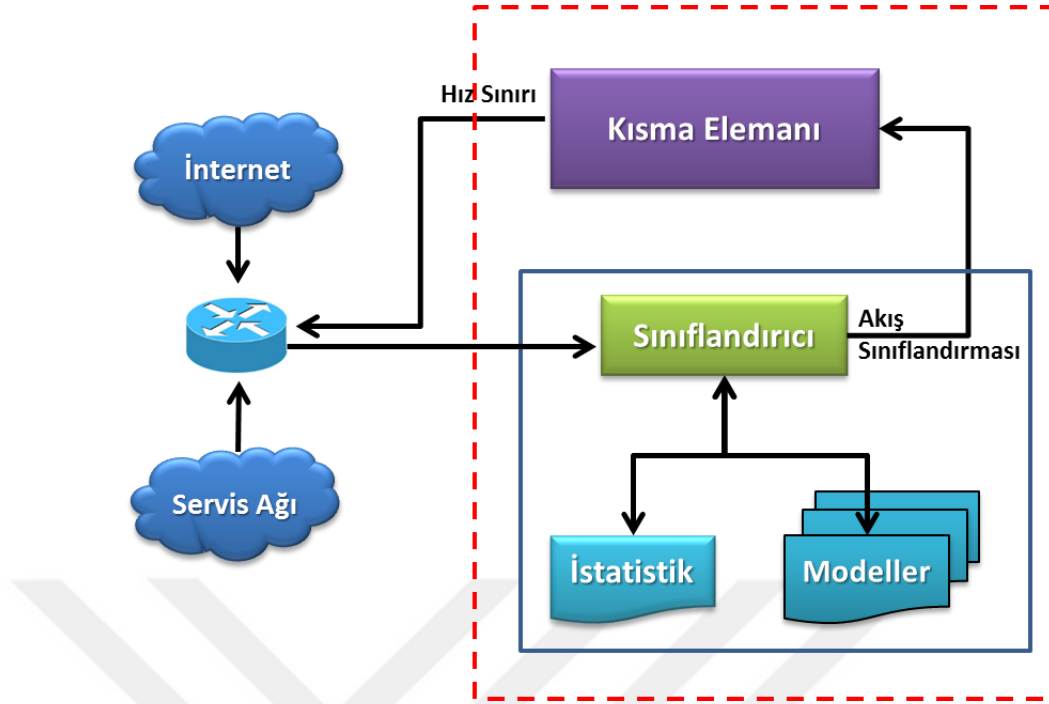 Hız Sınırı
Kısma Elemanı
İnternet
Sınıflandırıcı
Akış
Sınıflandırması
Servis Ağı
İstatistik
Modeller